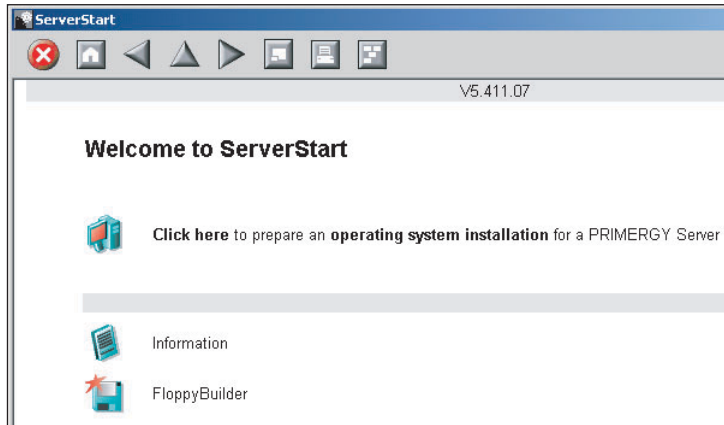 ServerStart
V5.411.07
Welcome to ServerStart
Click here to prepare an operating system installation for a PRIMERGY Server
Information
FloppyBuilder